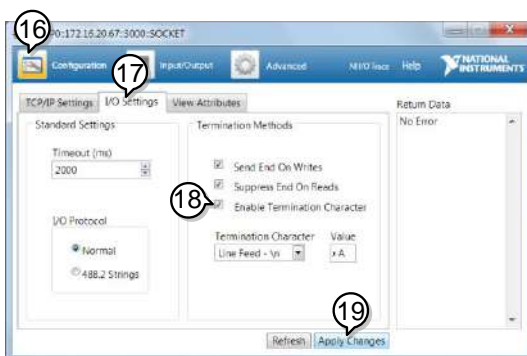 16
P0::172.16.20.67::3000::SOCKET
Configuration
Input/Output
Advanced
NI I/O Trace
Help
NATIONAL INSTRUMENTS
17
TCP/IP Settings
I/O Settings
View Attributes
Return Data
Standard Settings
Termination Methods
No Error
Timeout (ms)
2000
Send End On Writes
Suppress End On Reads
18
Enable Termination Character
I/O Protocol
Termination Character
Value
Normal
Line Feed - \n
xA
488.2 Strings
19
Refresh
Apply Changes